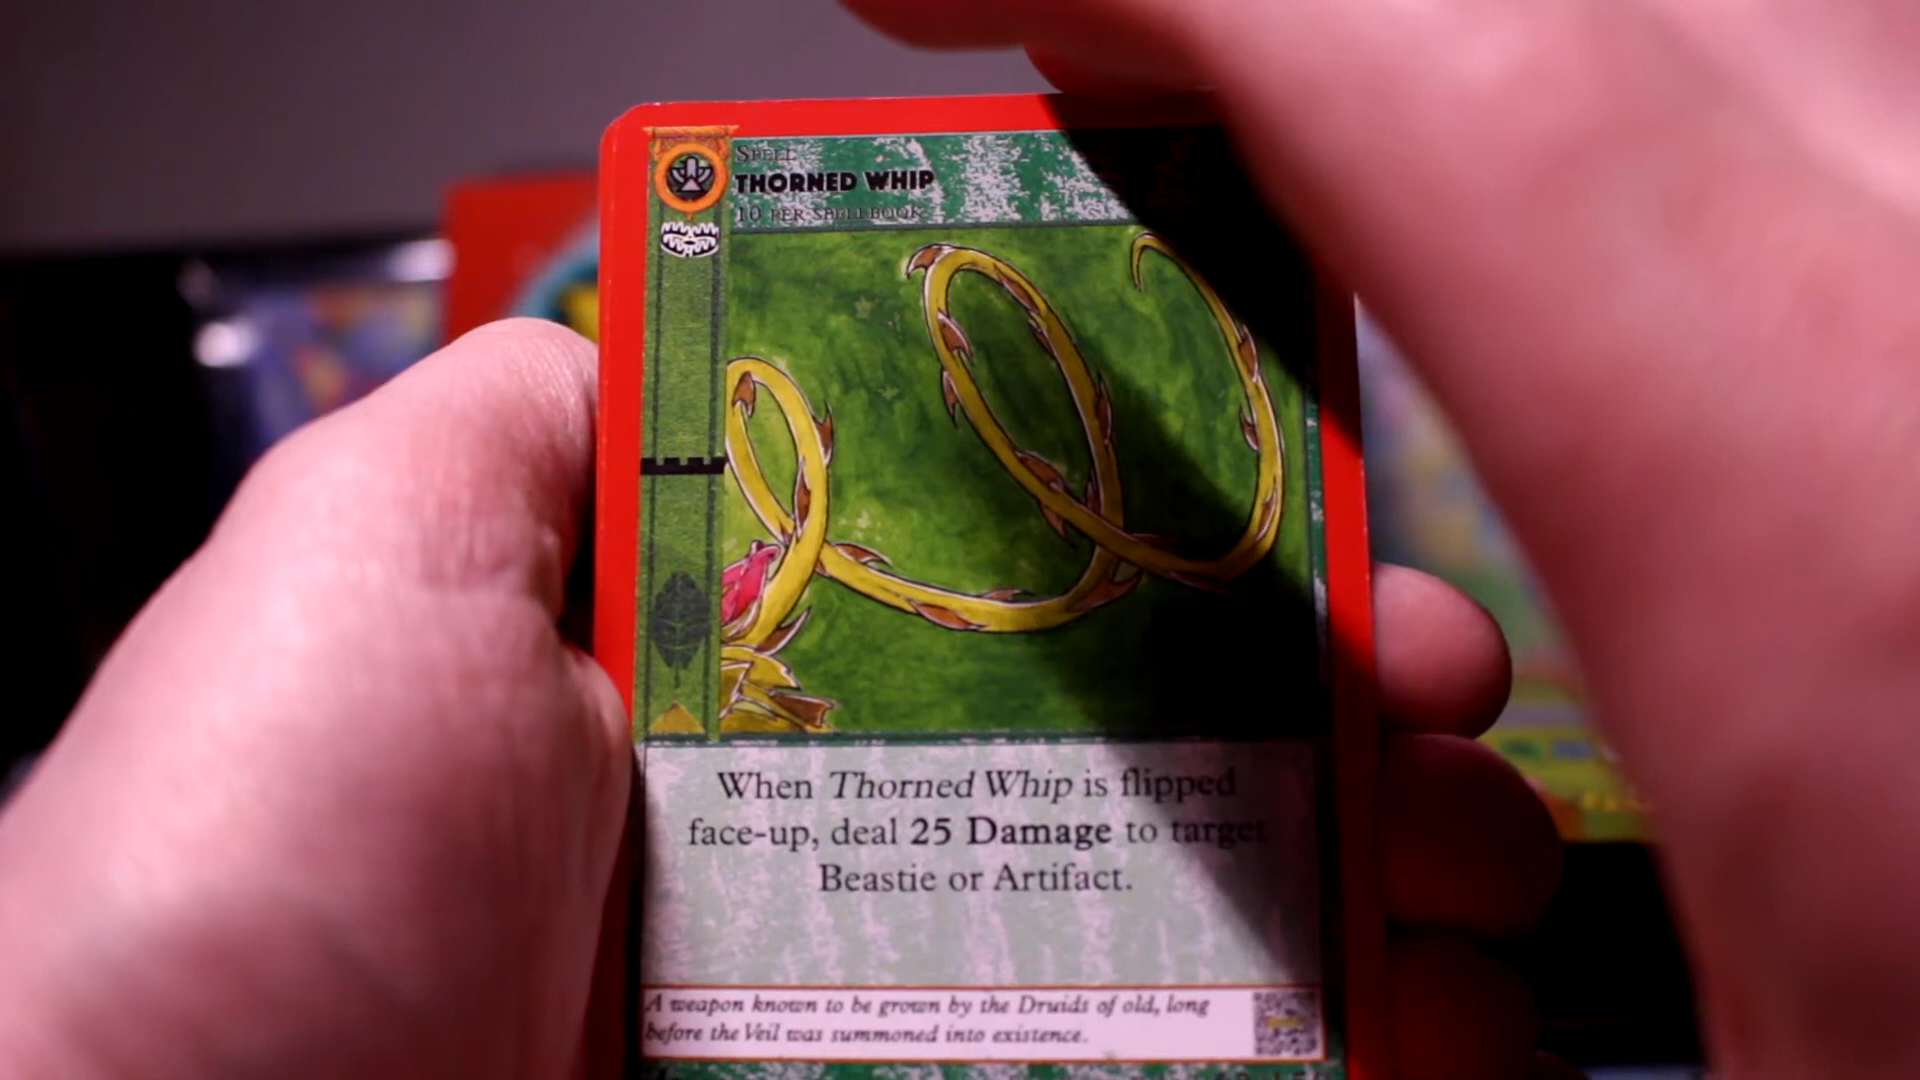 SPELL
THORNED WHIP
10 PER SPELLBOOK
When Thorned Whip is flipped
face-up, deal 25 Damage to target
Beastie or Artifact.
A weapon known to be grown by the Druids of old, long
before the Veil was summoned into existence.